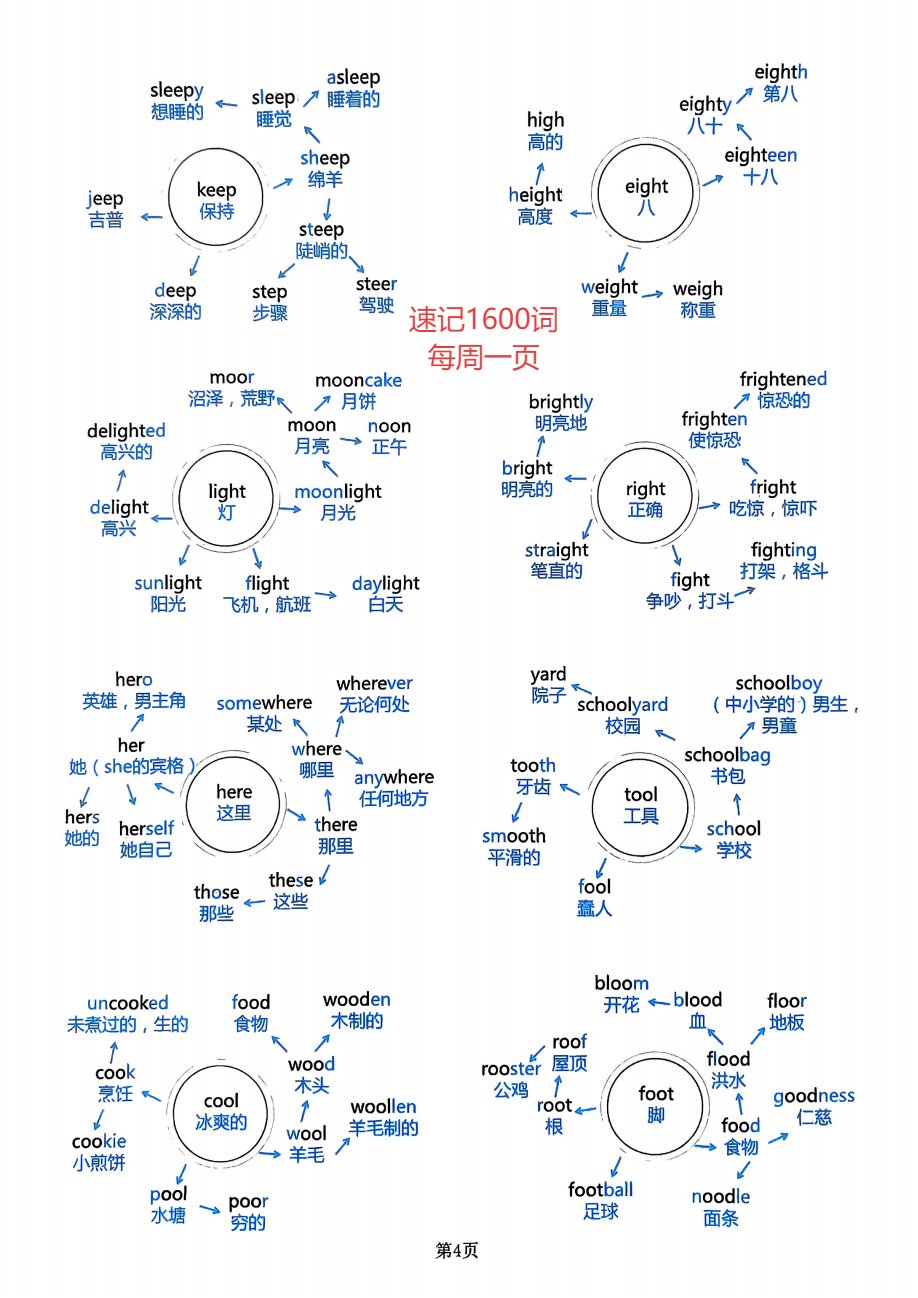 asleep
睡着的
sleepy
想睡的
sleep
睡觉
sheep
绵羊
keep
保持
jeep
吉普
steep
陡峭的
deep
深深的
step
步骤
steer
驾驶
eighth
第八
eighty
八十
high
高的
eighteen
十八
eight
八
height
高度
weight
重量
weigh
称重
速记1600词
每周一页
moor
沼泽，荒野
mooncake
月饼
moon
月亮
noon
正午
delighted
高兴的
light
灯
moonlight
月光
delight
高兴
sunlight
阳光
flight
飞机，航班
daylight
白天
frightened
惊恐的
brightly
明亮地
frighten
使惊恐
bright
明亮的
right
正确
fright
吃惊，惊吓
straight
笔直的
fight
争吵，打斗
fighting
打架，格斗
hero
英雄，男主角
wherever
无论何处
somewhere
某处
her
她（she的宾格）
where
哪里
anywhere
任何地方
here
这里
hers
她的
herself
她自己
there
那里
these
这些
those
那些
yard
院子
schoolyard
校园
schoolboy
（中小学的）男生，
男童
schoolbag
书包
tooth
牙齿
tool
工具
smooth
平滑的
school
学校
fool
蠢人
uncooked
未煮过的，生的
food
食物
wooden
木制的
cook
烹饪
wood
木头
cool
冰爽的
woollen
羊毛制的
cookie
小煎饼
wool
羊毛
pool
水塘
poor
穷的
bloom
开花
blood
血
floor
地板
roof
屋顶
rooster
公鸡
flood
洪水
foot
脚
root
根
goodness
仁慈
food
食物
football
足球
noodle
面条
第4页